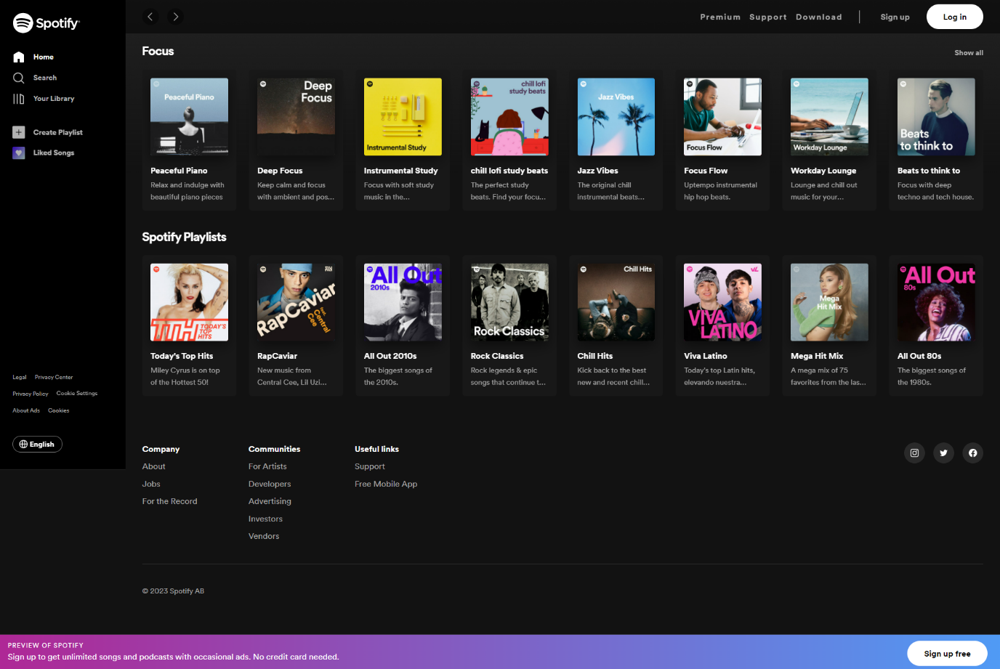 Spotify
Home
Search
Your Library
Create Playlist
Liked Songs
Legal Privacy Center
Privacy Policy Cookie Settings
About Ads Cookies
English
Premium Support Download Sign up Log in
Focus
Show all
Peaceful Piano
Peaceful Piano
Relax and indulge with
beautiful piano pieces
Deep
Focus
Deep Focus
Keep calm and focus
with ambient and pos...
Instrumental Study
Instrumental Study
Focus with soft study
music in the...
chill lofi
study beats
chill lofi study beats
The perfect study
beats. Find your focu...
Jazz Vibes
Jazz Vibes
The original chill
instrumental beats...
Focus Flow
Focus Flow
Uptempo instrumental
hip hop beats.
Workday Lounge
Workday Lounge
Lounge and chill out
music for your...
Beats
to think to
Beats to think to
Focus with deep
techno and tech house.
Spotify Playlists
TTH TODAY'S
TOP
HITS
Today's Top Hits
Miley Cyrus is on top
of the Hottest 50!
RapCaviar
feat.
Central
Cee
RapCaviar
New music from
Central Cee, Lil Uzi...
All Out
2010s
All Out 2010s
The biggest songs of
the 2010s.
Rock Classics
Rock Classics
Rock legends & epic
songs that continue t...
Chill Hits
Chill Hits
Kick back to the best
new and recent chill...
VL
VIVA
LATINO
Viva Latino
Today's top Latin hits,
elevando nuestra...
Mega
Hit Mix
Mega Hit Mix
A mega mix of 75
favorites from the las...
All Out
80s
All Out 80s
The biggest songs of
the 1980s.
Company
About
Jobs
For the Record
Communities
For Artists
Developers
Advertising
Investors
Vendors
Useful links
Support
Free Mobile App
© 2023 Spotify AB
PREVIEW OF SPOTIFY
Sign up to get unlimited songs and podcasts with occasional ads. No credit card needed.
Sign up free